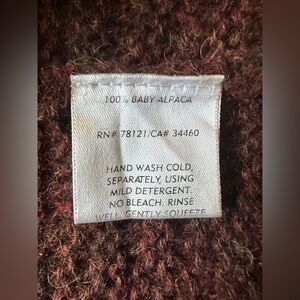 100% BABY ALPACA
RN# 78121/CA# 34460
HAND WASH COLD,
SEPARATELY, USING
MILD DETERGENT.
NO BLEACH. RINSE
WELL. GENTLY SQUEEZE